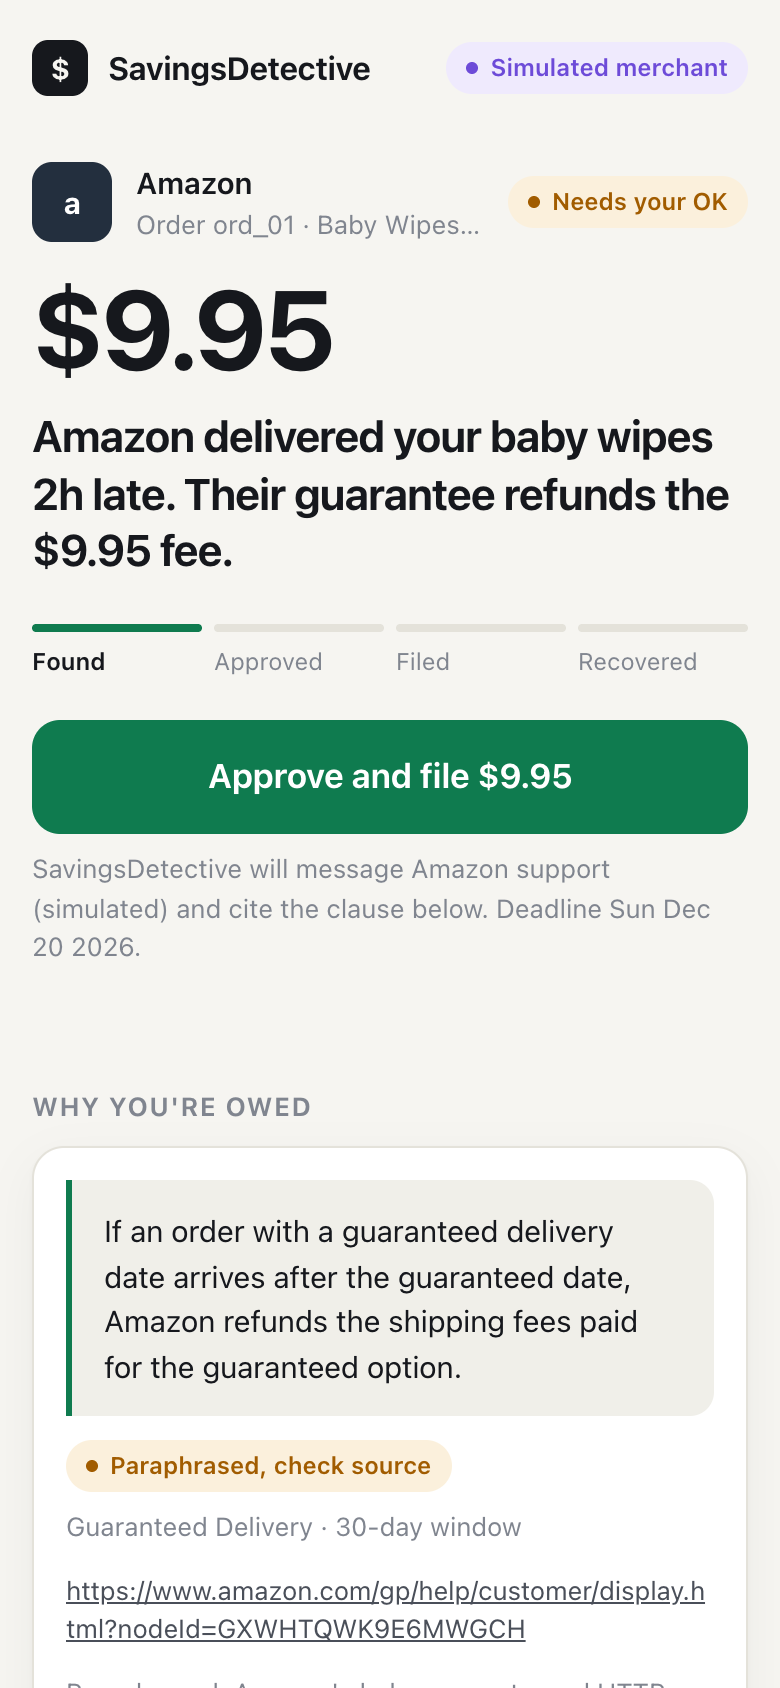 $ SavingsDetective
Simulated merchant
a
Amazon
Needs your OK
Order ord_01 · Baby Wipes...
$9.95
Amazon delivered your baby wipes
2h late. Their guarantee refunds the
$9.95 fee.
Found
Approved
Filed
Recovered
Approve and file $9.95
SavingsDetective will message Amazon support
(simulated) and cite the clause below. Deadline Sun Dec
20 2026.
WHY YOU'RE OWED
If an order with a guaranteed delivery
date arrives after the guaranteed date,
Amazon refunds the shipping fees paid
for the guaranteed option.
Paraphrased, check source
Guaranteed Delivery · 30-day window
https://www.amazon.com/gp/help/customer/display.h
tml?nodeId=GXWHTQWK9E6MWGCH